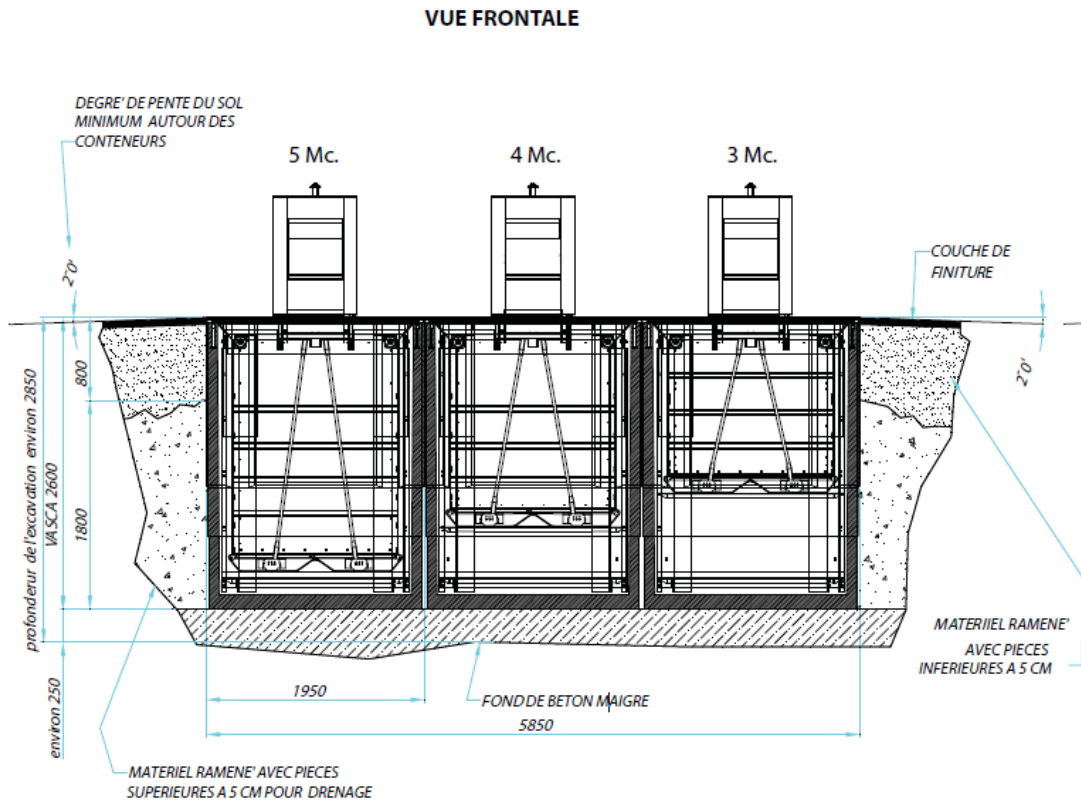 VUE FRONTALE
DEGRE' DE PENTE DU SOL
MINIMUM AUTOUR DES
CONTENEURS
5 Mc.
4 Mc.
3 Mc.
COUCHE DE
FINITURE
2°0'
2°0'
800
1800
VASCA 2600
profondeur de l'excavation environ 2850
environ 250
1950
5850
FOND DE BETON MAIGRE
MATERIIEL RAMENE'
AVEC PIECES
INFERIEURES A 5 CM
MATERIEL RAMENE' AVEC PIECES
SUPERIEURES A 5 CM POUR DRENAGE